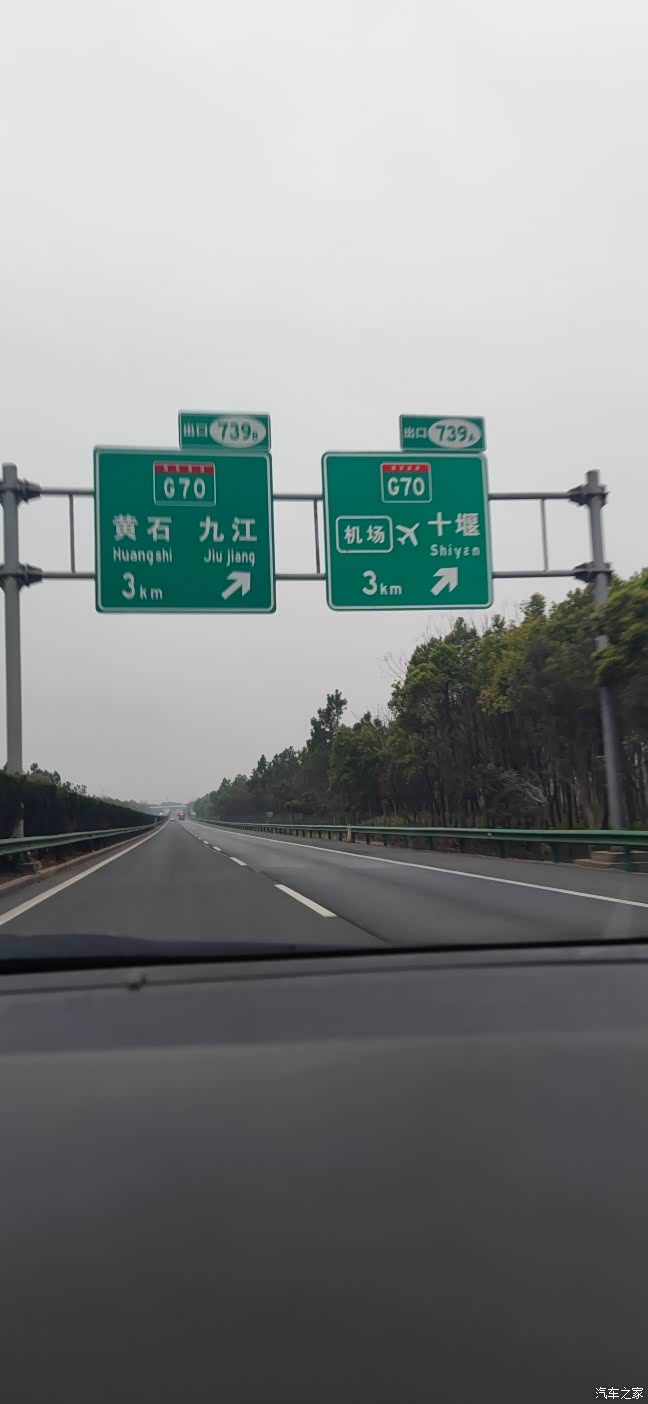 出口 739B
G70
黄石 九江
Huangshi Jiujiang
3km
出口 739A
G70
机场 十堰
Shiyan
3km
汽车之家